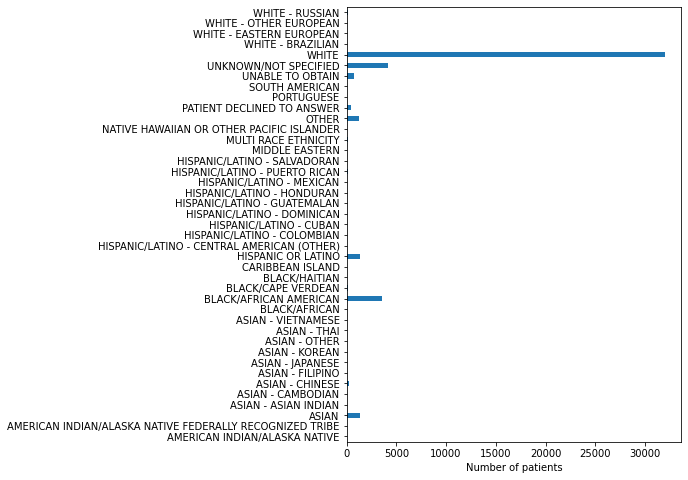 WHITE - RUSSIAN
WHITE - OTHER EUROPEAN
WHITE - EASTERN EUROPEAN
WHITE - BRAZILIAN
WHITE
UNKNOWN/NOT SPECIFIED
UNABLE TO OBTAIN
SOUTH AMERICAN
PORTUGUESE
PATIENT DECLINED TO ANSWER
OTHER
NATIVE HAWAIIAN OR OTHER PACIFIC ISLANDER
MULTI RACE ETHNICITY
MIDDLE EASTERN
HISPANIC/LATINO - SALVADORAN
HISPANIC/LATINO - PUERTO RICAN
HISPANIC/LATINO - MEXICAN
HISPANIC/LATINO - HONDURAN
HISPANIC/LATINO - GUATEMALAN
HISPANIC/LATINO - DOMINICAN
HISPANIC/LATINO - CUBAN
HISPANIC/LATINO - COLOMBIAN
HISPANIC/LATINO - CENTRAL AMERICAN (OTHER)
HISPANIC OR LATINO
CARIBBEAN ISLAND
BLACK/HAITIAN
BLACK/CAPE VERDEAN
BLACK/AFRICAN AMERICAN
BLACK/AFRICAN
ASIAN - VIETNAMESE
ASIAN - THAI
ASIAN - OTHER
ASIAN - KOREAN
ASIAN - JAPANESE
ASIAN - FILIPINO
ASIAN - CHINESE
ASIAN - CAMBODIAN
ASIAN - ASIAN INDIAN
ASIAN
AMERICAN INDIAN/ALASKA NATIVE FEDERALLY RECOGNIZED TRIBE
AMERICAN INDIAN/ALASKA NATIVE
0 5000 10000 15000 20000 25000 30000
Number of patients